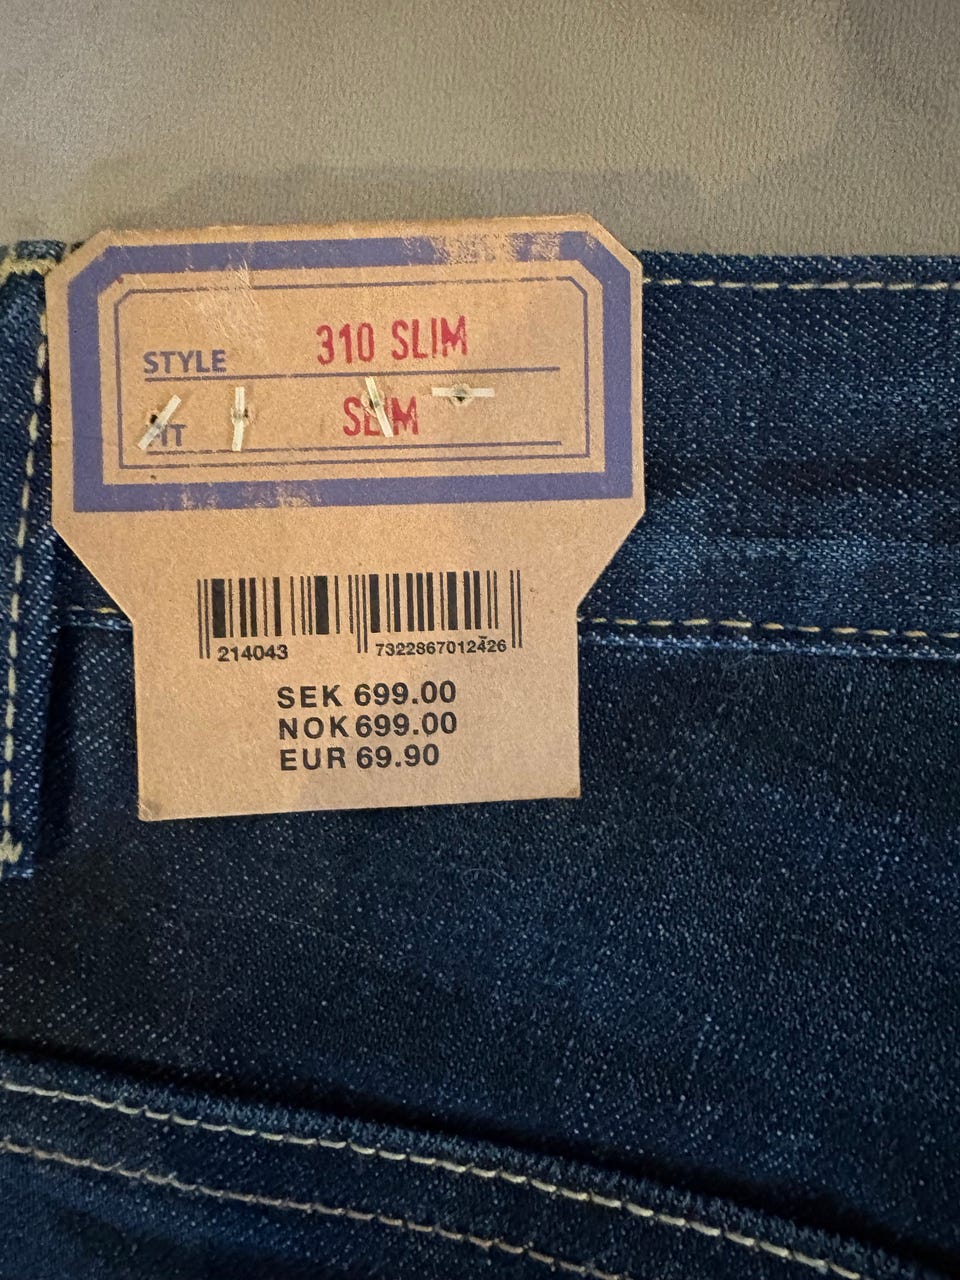 STYLE 310 SLIM
FIT SLIM
214043 7322867012426
SEK 699.00
NOK 699.00
EUR 69.90